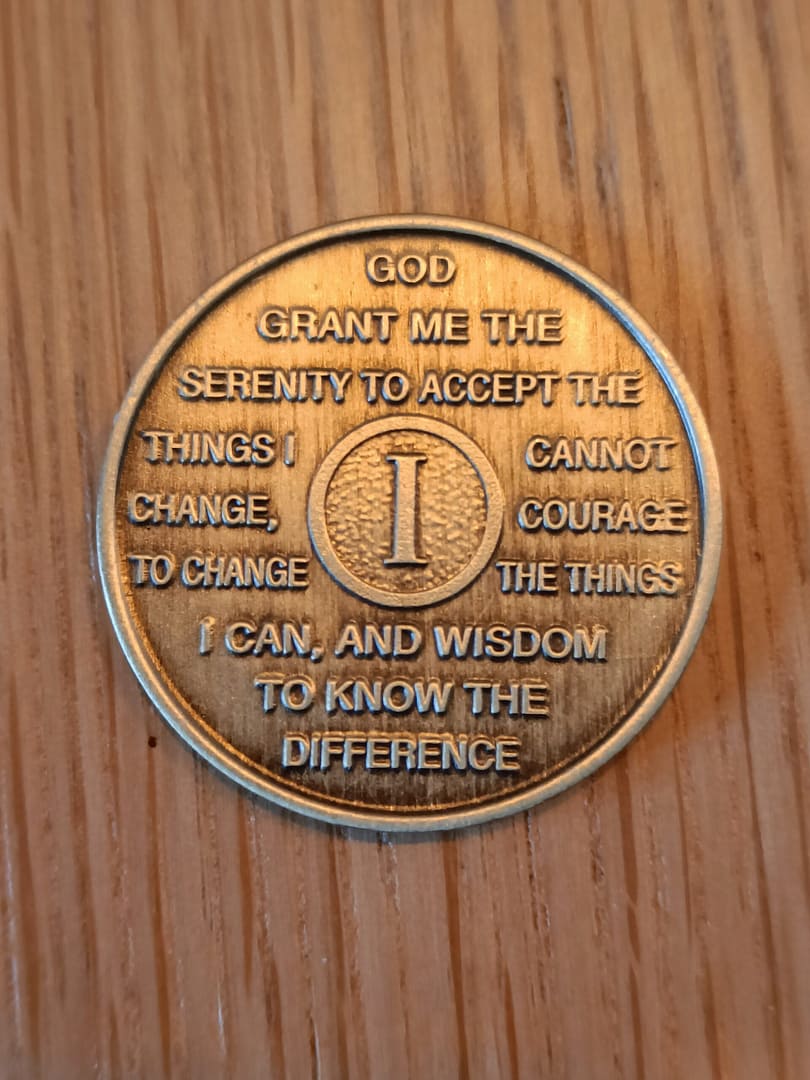 GOD
GRANT ME THE
SERENITY TO ACCEPT THE
THINGS I CANNOT
CHANGE, COURAGE
I
TO CHANGE THE THINGS
I CAN, AND WISDOM
TO KNOW THE
DIFFERENCE